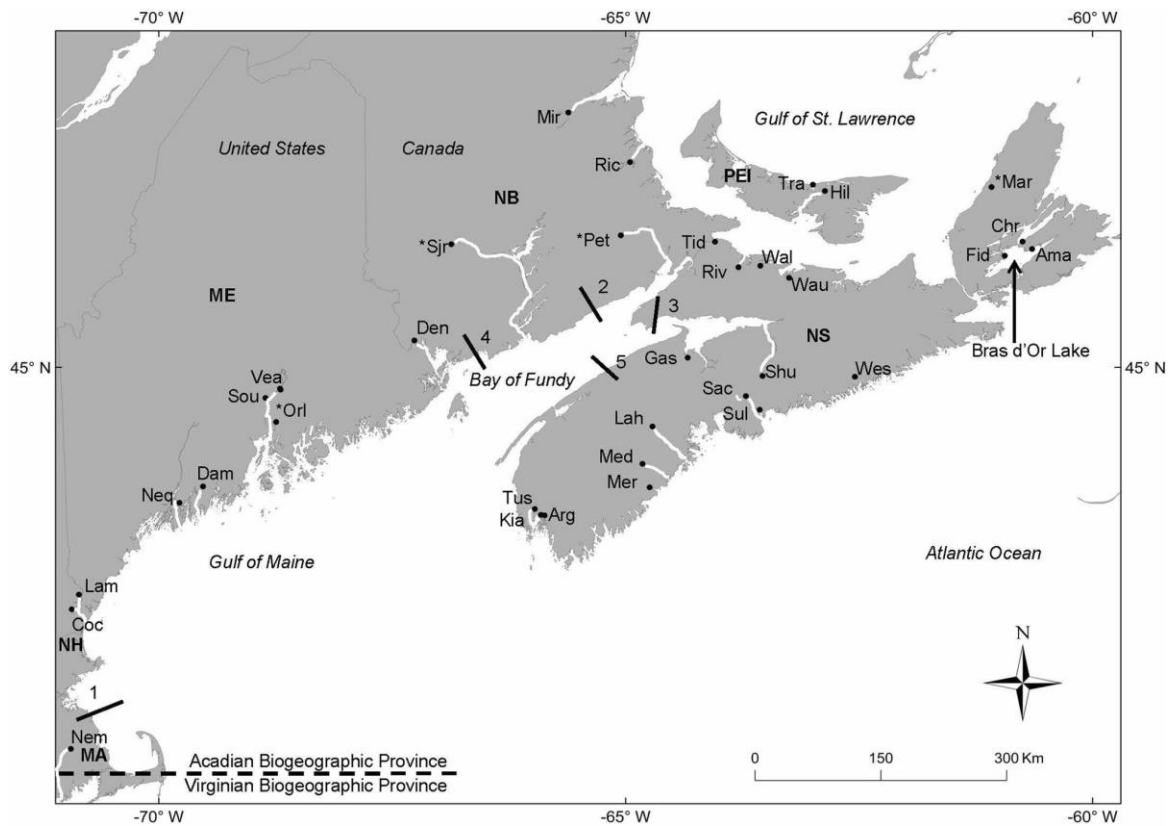 -70° W
-65° W
-60° W
Mir
Gulf of St. Lawrence
United States
Canada
Ric
PEI
Tra
Hil
*Mar
NB
*Sjr
*Pet
Tid
Chr
Fid
Ama
Wal
Riv
Wau
ME
2
3
NS
Den
4
Bras d'Or Lake
45° N
Gas
45° N
5
Bay of Fundy
Shu
Wes
Vea
Sou
*Orl
Sac
Sul
Lah
Med
Mer
Dam
Neq
Tus
Kia
Arg
Gulf of Maine
Atlantic Ocean
Lam
Coc
NH
N
1
Nem
MA
Acadian Biogeographic Province
Virginian Biogeographic Province
0 150 300 Km
-70° W
-65° W
-60° W